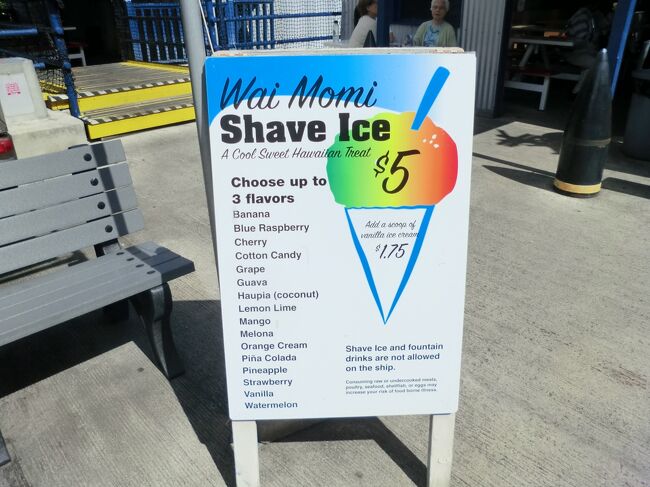 Wai Momi
Shave Ice
A Cool Sweet Hawaiian Treat
$5
Choose up to
3 flavors
Banana
Blue Raspberry
Cherry
Cotton Candy
Grape
Guava
Haupia (coconut)
Lemon Lime
Mango
Melona
Orange Cream
Piña Colada
Pineapple
Strawberry
Vanilla
Watermelon
Add a scoop of
vanilla ice cream
$1.75
Shave Ice and fountain
drinks are not allowed
on the ship.
Consuming raw or undercooked meats,
poultry, seafood, shellfish, or eggs may
increase your risk of food borne illness.